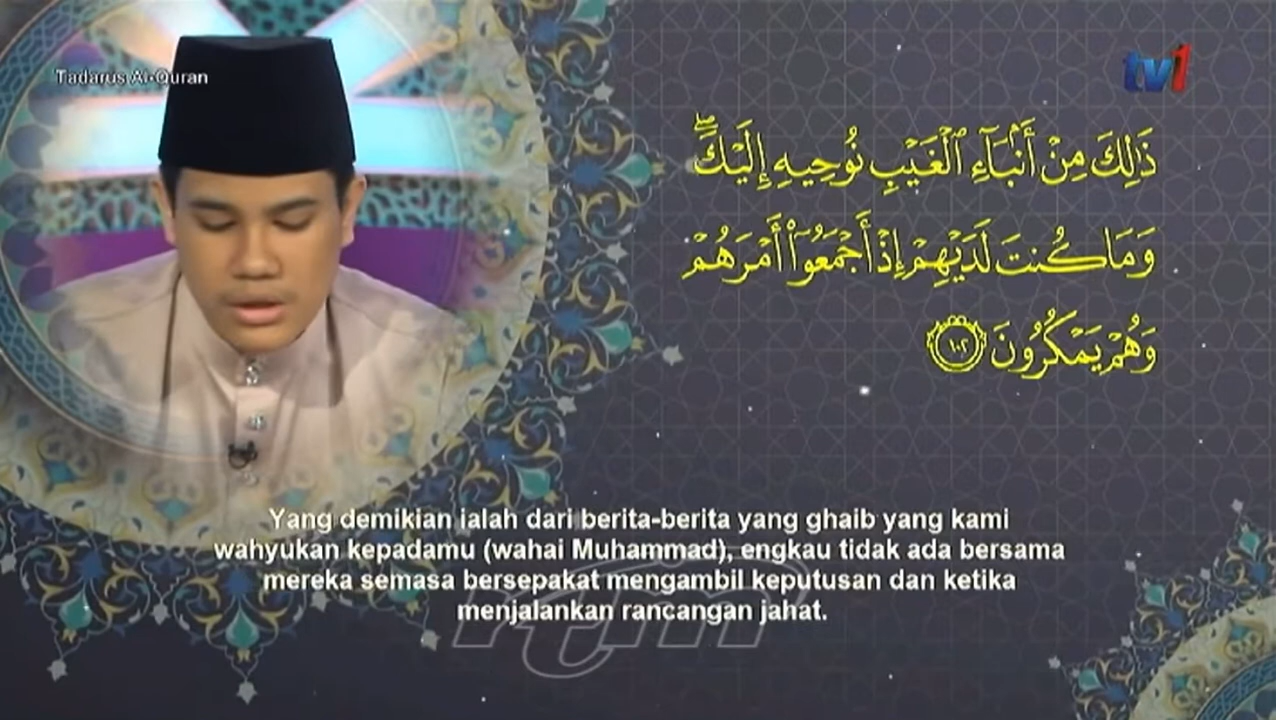 Tadarus Al-Quran
tv1
ذَٰلِكَ مِنْ أَنۢبَآءِ ٱلْغَيْبِ نُوحِيهِ إِلَيْكَ ۖ
وَمَا كُنتَ لَدَيْهِمْ إِذْ أَجْمَعُوٓا۟ أَمْرَهُمْ
وَهُمْ يَمْكُرُونَ ١٠٢
Yang demikian ialah dari berita-berita yang ghaib yang kami
wahyukan kepadamu (wahai Muhammad), engkau tidak ada bersama
mereka semasa bersepakat mengambil keputusan dan ketika
menjalankan rancangan jahat.
rtm